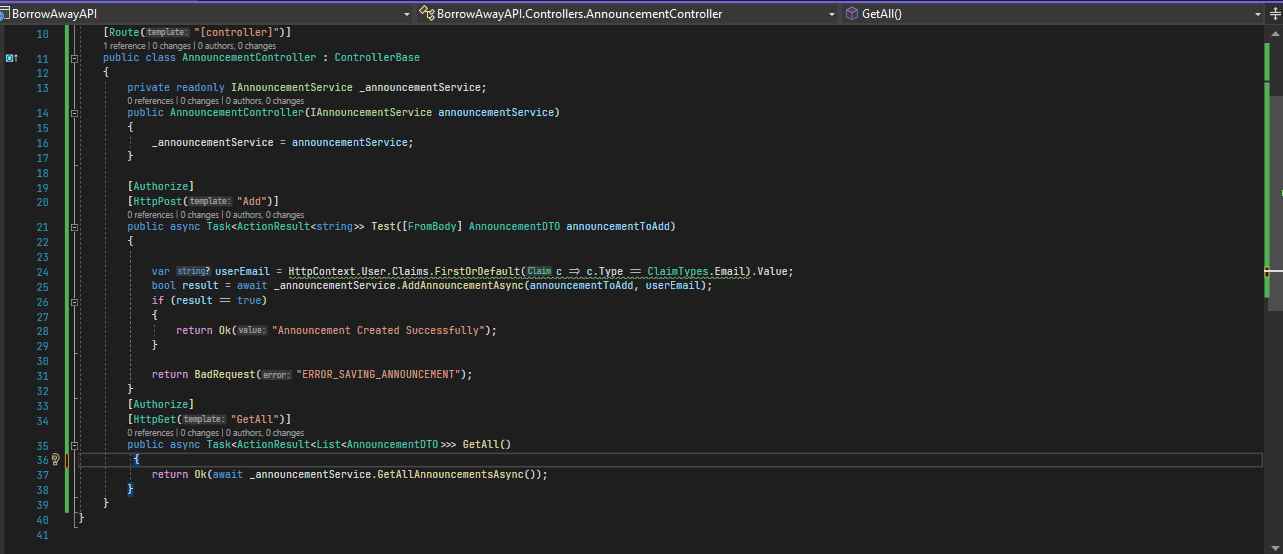 BorrowAwayAPI BorrowAwayAPI.Controllers.AnnouncementController GetAll()
10 [Route(template: "[controller]")]
1 reference | 0 changes | 0 authors, 0 changes
11 public class AnnouncementController : ControllerBase
12 {
13 private readonly IAnnouncementService _announcementService;
0 references | 0 changes | 0 authors, 0 changes
14 public AnnouncementController(IAnnouncementService announcementService)
15 {
16 _announcementService = announcementService;
17 }
18
19 [Authorize]
20 [HttpPost(template: "Add")]
0 references | 0 changes | 0 authors, 0 changes
21 public async Task<ActionResult<string>> Test([FromBody] AnnouncementDTO announcementToAdd)
22 {
23
24 var string? userEmail = HttpContext.User.Claims.FirstOrDefault(Claim c => c.Type == ClaimTypes.Email).Value;
25 bool result = await _announcementService.AddAnnouncementAsync(announcementToAdd, userEmail);
26 if (result == true)
27 {
28 return Ok(value: "Announcement Created Successfully");
29 }
30
31 return BadRequest(error: "ERROR_SAVING_ANNOUNCEMENT");
32 }
33 [Authorize]
34 [HttpGet(template: "GetAll")]
0 references | 0 changes | 0 authors, 0 changes
35 public async Task<ActionResult<List<AnnouncementDTO>>> GetAll()
36 {
37 return Ok(await _announcementService.GetAllAnnouncementsAsync());
38 }
39 }
40 }
41